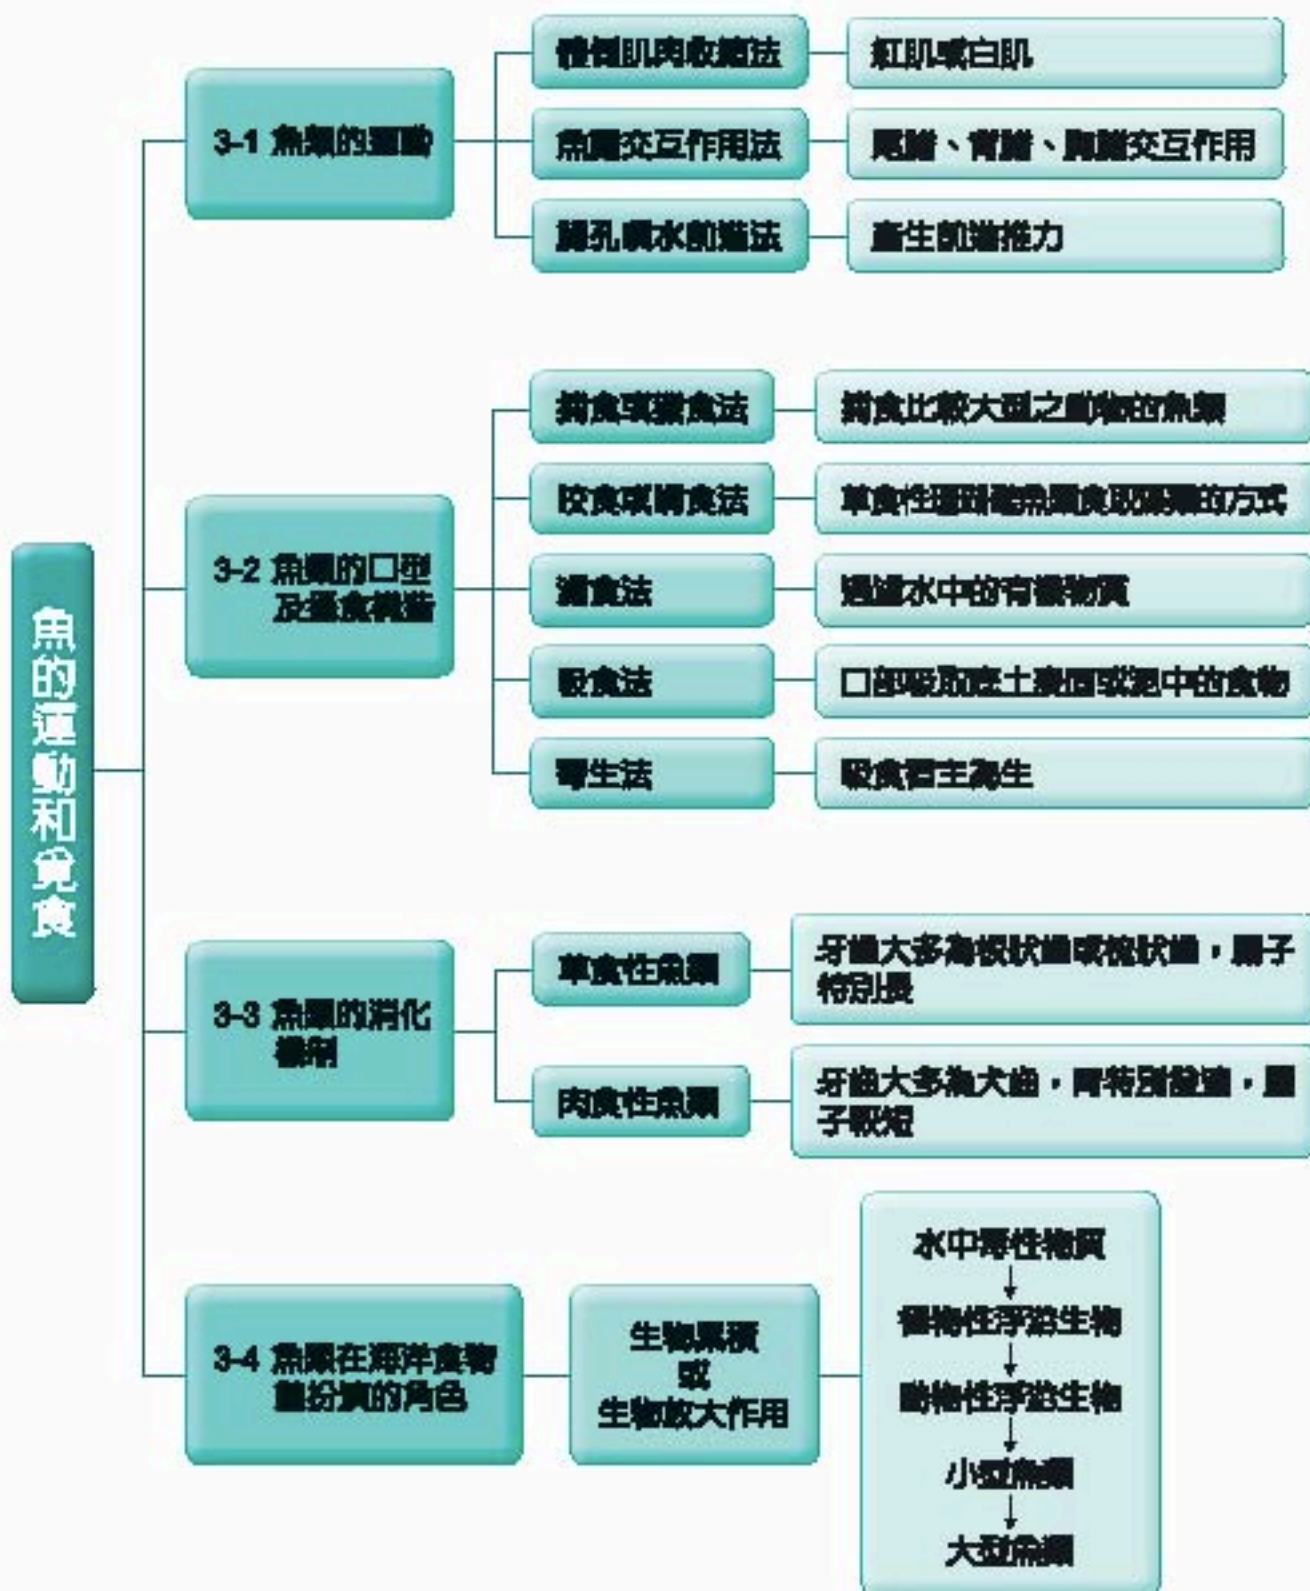 魚的運動和覓食
3-1 魚類的運動
體側肌肉收縮法
紅肌或白肌
魚鰭交互作用法
尾鰭、背鰭、胸鰭交互作用
鰓孔噴水前進法
產生前進推力
3-2 魚類的口型
及攝食構造
捕食或獵食法
捕食比較大型之動物的魚類
咬食或
草食性珊瑚礁魚類食取藻類的方式
濾食法
過濾水中的有機物質
吸食法
口部吸取底土表面或泥中的食物
寄生法
吸食宿主為生
3-3 魚類的消化
機制
草食性魚類
牙齒大多為板狀齒或梳狀齒，腸子
特別長
肉食性魚類
牙齒大多為犬齒，胃特別發達，腸
子較短
3-4 魚類在海洋食物
鏈扮演的角色
生物累積
或
生物放大作用
水中毒性物質
植物性浮游生物
動物性浮游生物
小型魚類
大型魚類